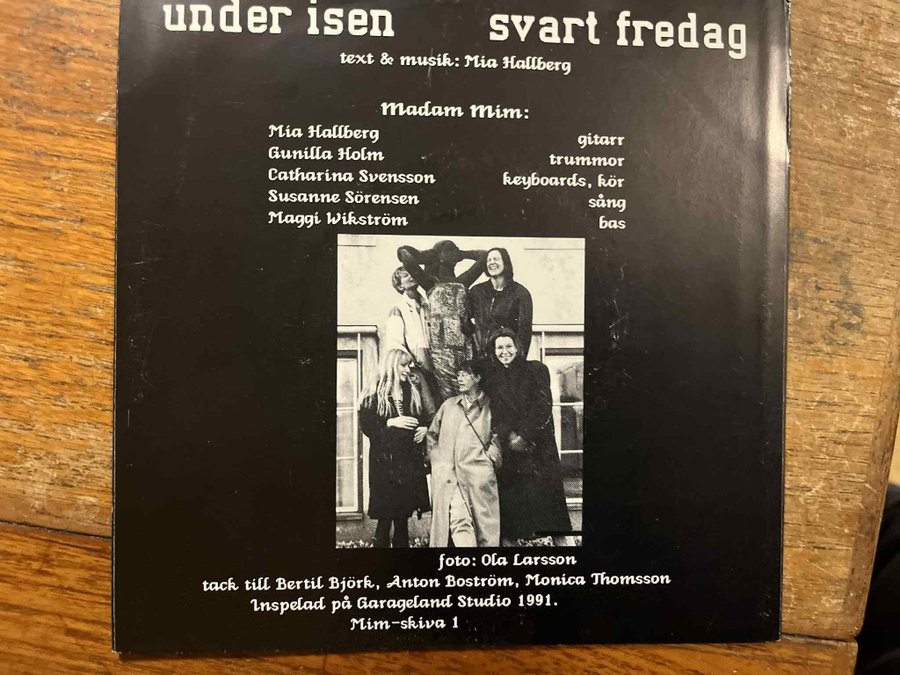 under isen svart fredag
text & musik: Mia Hallberg
Madam Mim:
Mia Hallberg gitarr
Gunilla Holm trummor
Catharina Svensson keyboards, kör
Susanne Sörensen sång
Maggi Wikström bas
foto: Ola Larsson
tack till Bertil Björk, Anton Boström, Monica Thomsson
Inspelad på Garageland Studio 1991.
Mim-skiva 1